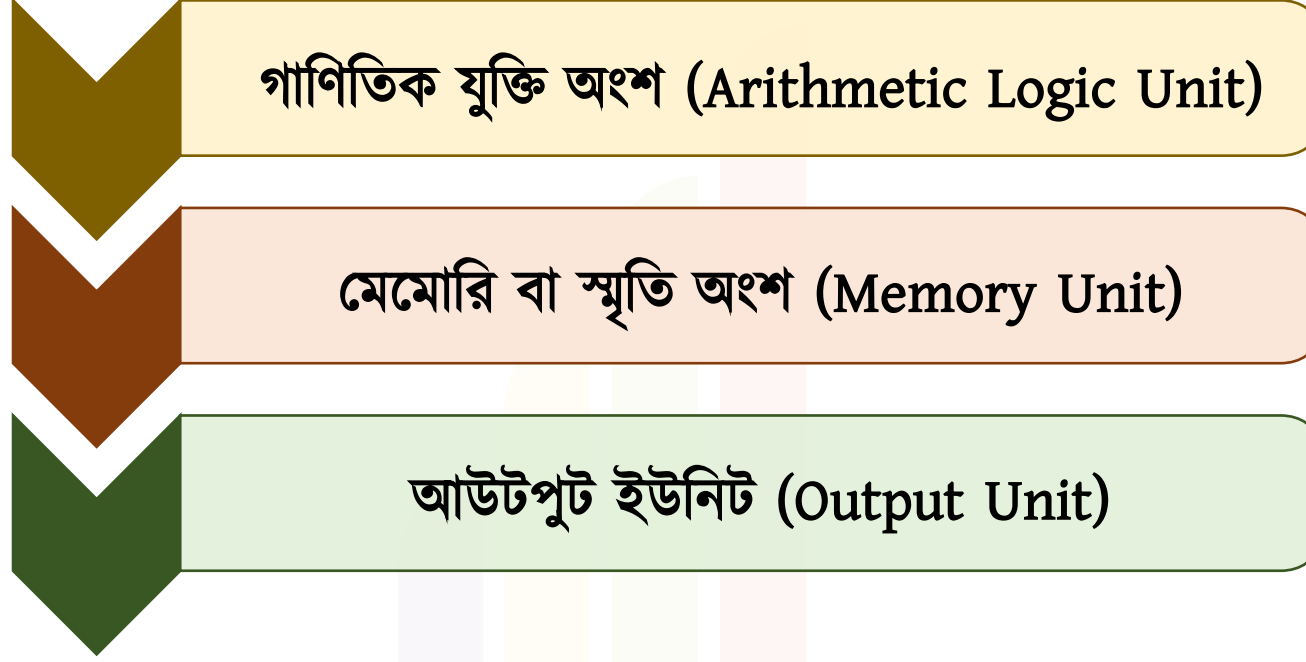 গাণিতিক যুক্তি অংশ (Arithmetic Logic Unit)
মেমোরি বা স্মৃতি অংশ (Memory Unit)
আউটপুট ইউনিট (Output Unit)